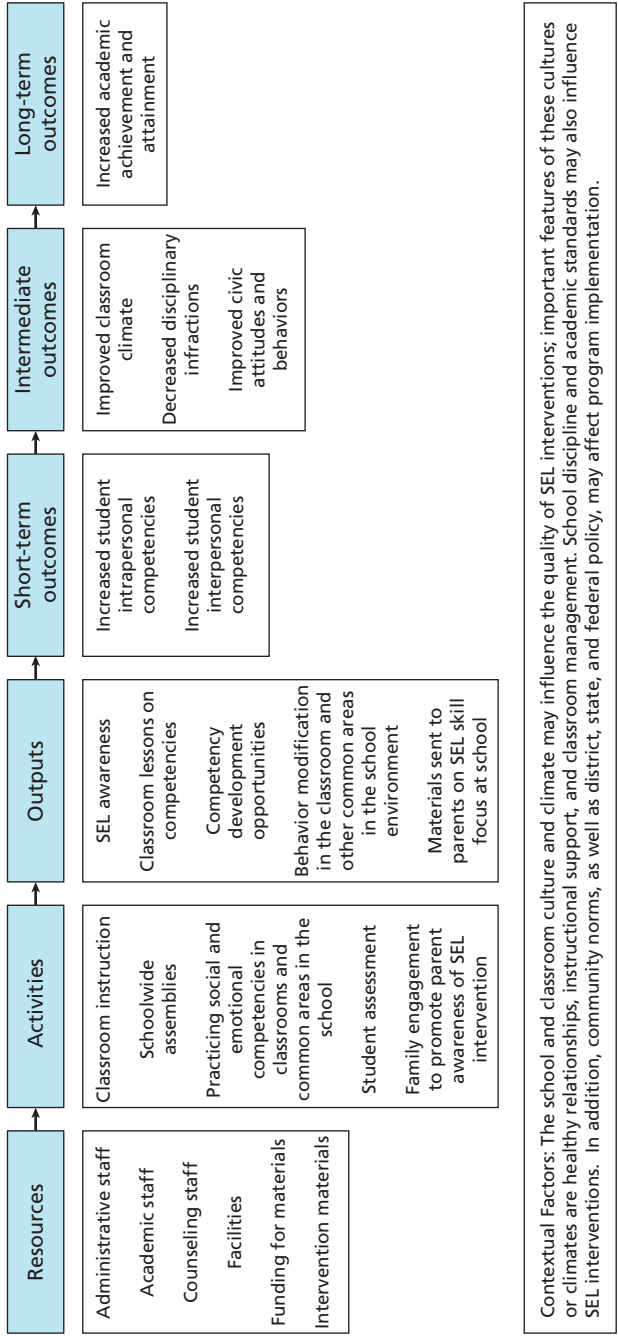 Resources
Administrative staff
Academic staff
Counseling staff
Facilities
Funding for materials
Intervention materials
Activities
Classroom instruction
Schoolwide
assemblies
Practicing social and
emotional
competencies in
classrooms and
common areas in the
school
Student assessment
Family engagement
to promote parent
awareness of SEL
intervention
Outputs
SEL awareness
Classroom lessons on
competencies
Competency
development
opportunities
Behavior modification
in the classroom and
other common areas
in the school
environment
Materials sent to
parents on SEL skill
focus at school
Short-term
outcomes
Increased student
intrapersonal
competencies
Increased student
interpersonal
competencies
Intermediate
outcomes
Improved classroom
climate
Decreased disciplinary
infractions
Improved civic
attitudes and
behaviors
Long-term
outcomes
Increased academic
achievement and
attainment
Contextual Factors: The school and classroom culture and climate may influence the quality of SEL interventions; important features of these cultures
or climates are healthy relationships, instructional support, and classroom management. School discipline and academic standards may also influence
SEL interventions. In addition, community norms, as well as district, state, and federal policy, may affect program implementation.